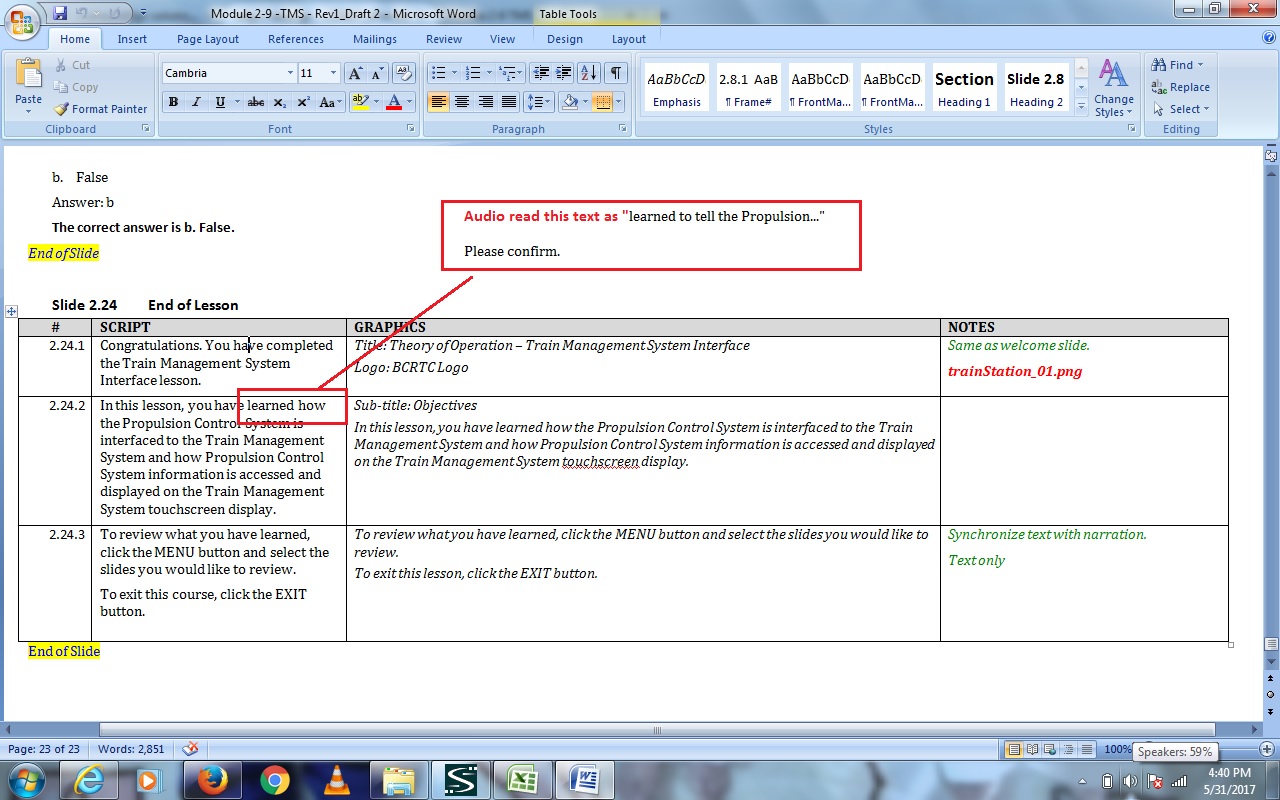 Module 2-9 -TMS - Rev1_Draft 2 - Microsoft Word
Table Tools
Home Insert Page Layout References Mailings Review View Design Layout
Paste
Cut
Copy
Format Painter
Clipboard
Cambria 11
Font
Paragraph
AaBbCcD 2.8.1 AaB AaBbCcD AaBbCcD Section Slide 2.8
Emphasis ¶ Frame# ¶ FrontMa... ¶ FrontMa... Heading 1 Heading 2
Change Styles
Styles
Find
Replace
Select
Editing
b. False
Answer: b
The correct answer is b. False.
End of Slide
Audio read this text as "learned to tell the Propulsion..."
Please confirm.
Slide 2.24 End of Lesson
# SCRIPT GRAPHICS NOTES
2.24.1
Congratulations. You have completed
the Train Management System
Interface lesson.
Title: Theory of Operation – Train Management System Interface
Logo: BCRTC Logo
Same as welcome slide.
trainStation_01.png
2.24.2
In this lesson, you have learned how
the Propulsion Control System is
interfaced to the Train Management
System and how Propulsion Control
System information is accessed and
displayed on the Train Management
System touchscreen display.
Sub-title: Objectives
In this lesson, you have learned how the Propulsion Control System is interfaced to the Train
Management System and how Propulsion Control System information is accessed and displayed
on the Train Management System touchscreen display.
2.24.3
To review what you have learned,
click the MENU button and select the
slides you would like to review.
To exit this course, click the EXIT
button.
To review what you have learned, click the MENU button and select the slides you would like to
review.
To exit this lesson, click the EXIT button.
Synchronize text with narration.
Text only
End of Slide
Page: 23 of 23 Words: 2,851
100%
Speakers: 59%
4:40 PM
5/31/2017